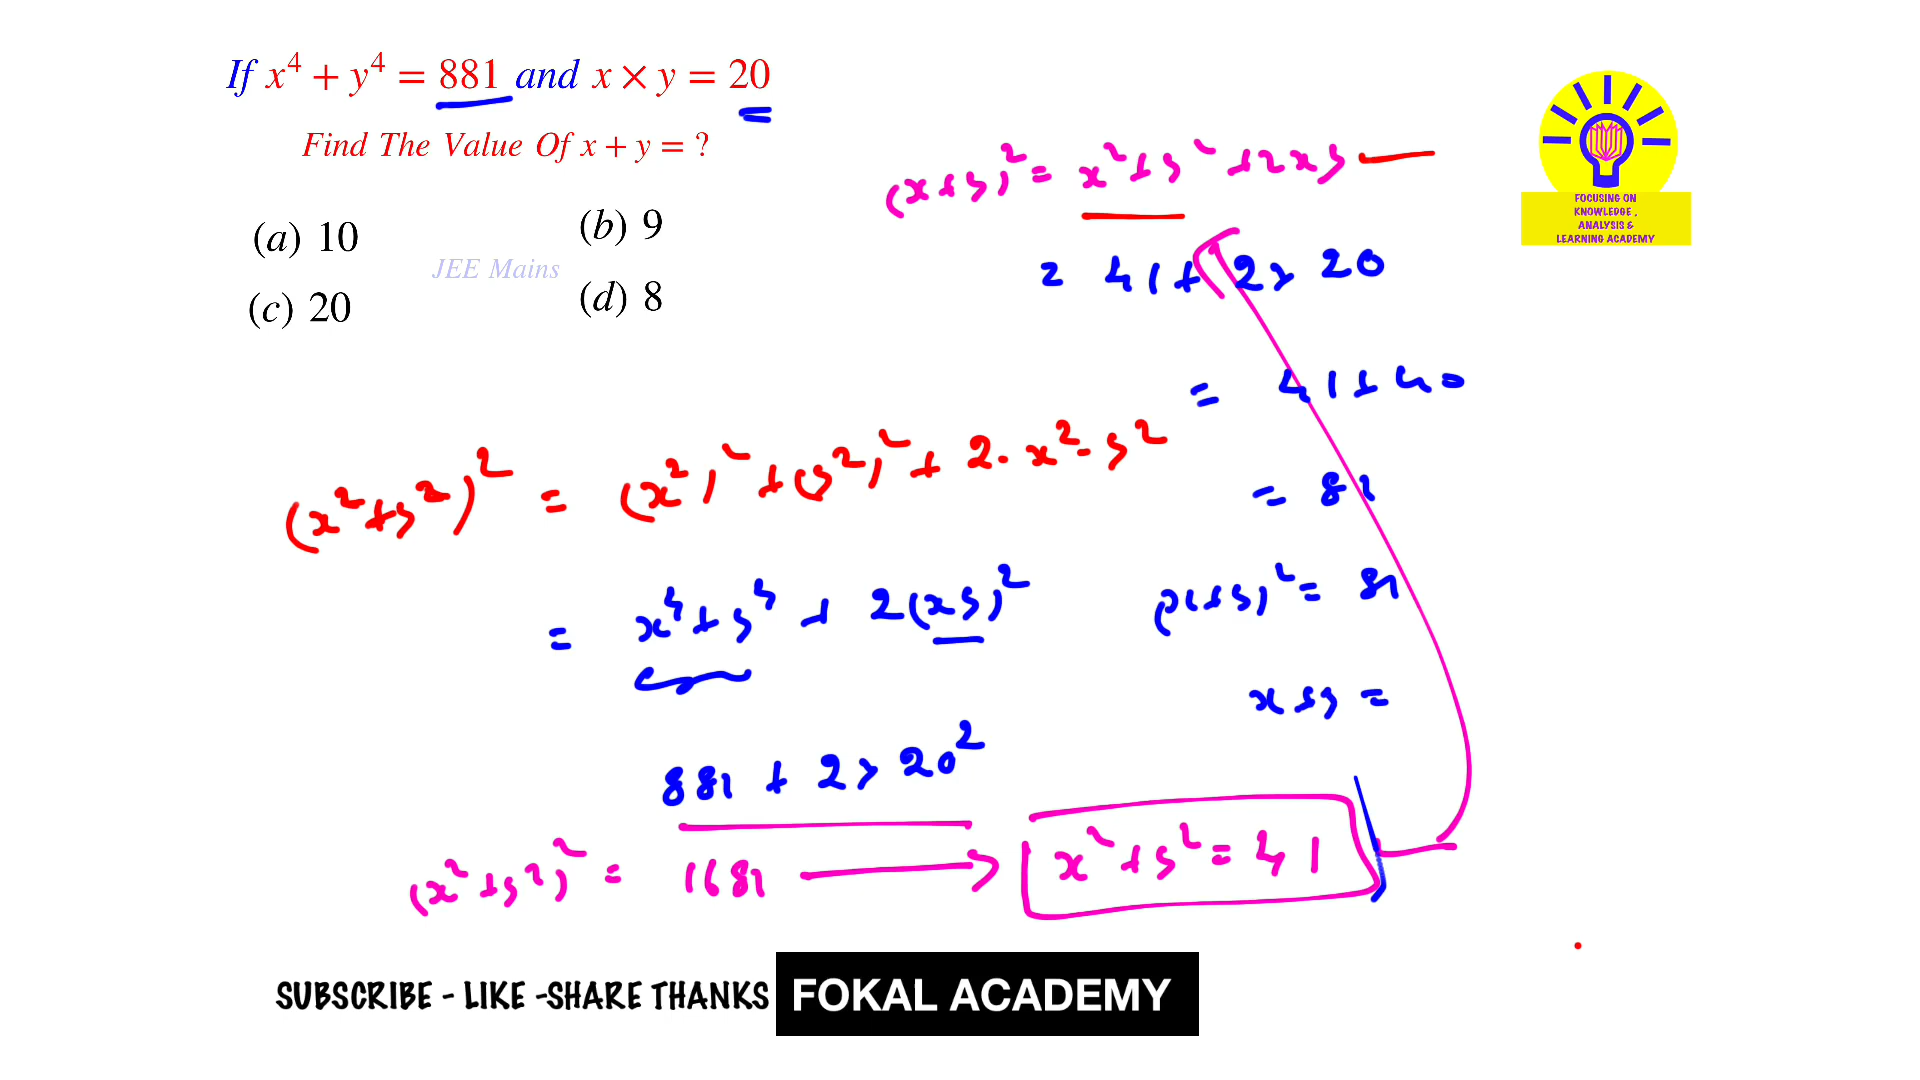 If x⁴ + y⁴ = 881 and x × y = 20
Find The Value Of x + y = ?
(a) 10
(b) 9
JEE Mains
(c) 20
(d) 8
(x+y)² = x²+y²+2xy
= 41+2×20
= 41+40
= 81
(x+y)² = 81
x+y =
(x²+y²)² = (x²)²+(y²)²+2·x²·y²
= x⁴+y⁴+2(xy)²
881+2×20²
(x²+y²)² = 1681
x²+y² = 41
FOCUSING ON
KNOWLEDGE ,
ANALYSIS &
LEARNING ACADEMY
SUBSCRIBE - LIKE -SHARE THANKS
FOKAL ACADEMY